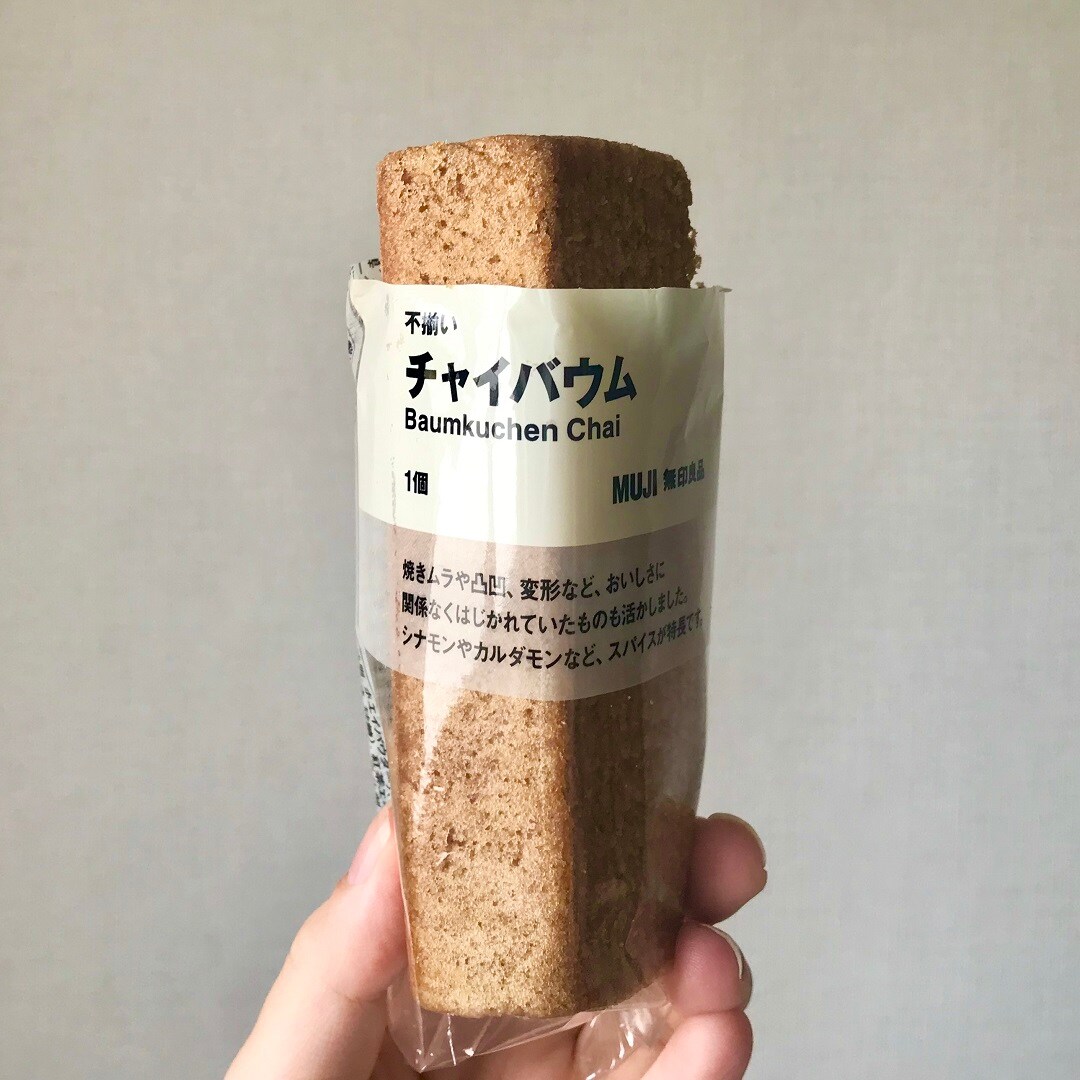 不揃い
チャイバウム
Baumkuchen Chai
1個
MUJI 無印良品
焼きムラや凸凹、変形など、おいしさに
関係なくはじかれていたものも活かしました。
シナモンやカルダモンなど、スパイスが特長です。